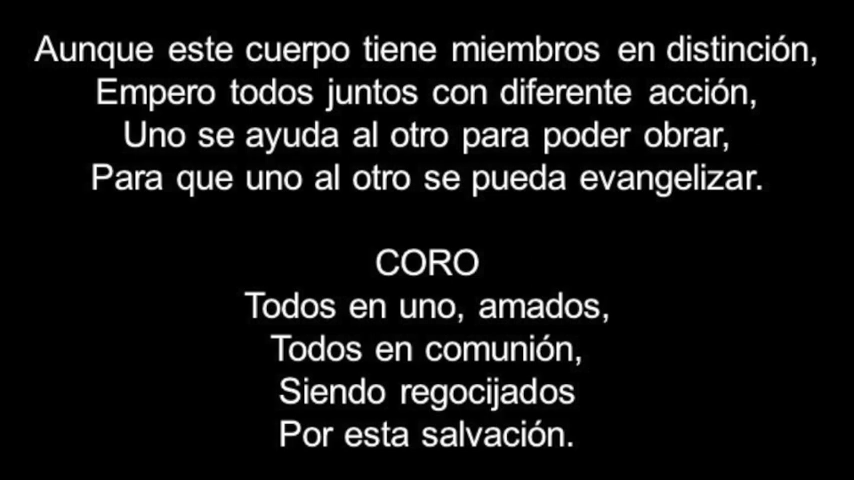 Aunque este cuerpo tiene miembros en distinción,
Empero todos juntos con diferente acción,
Uno se ayuda al otro para poder obrar,
Para que uno al otro se pueda evangelizar.
CORO
Todos en uno, amados,
Todos en comunión,
Siendo regocijados
Por esta salvación.